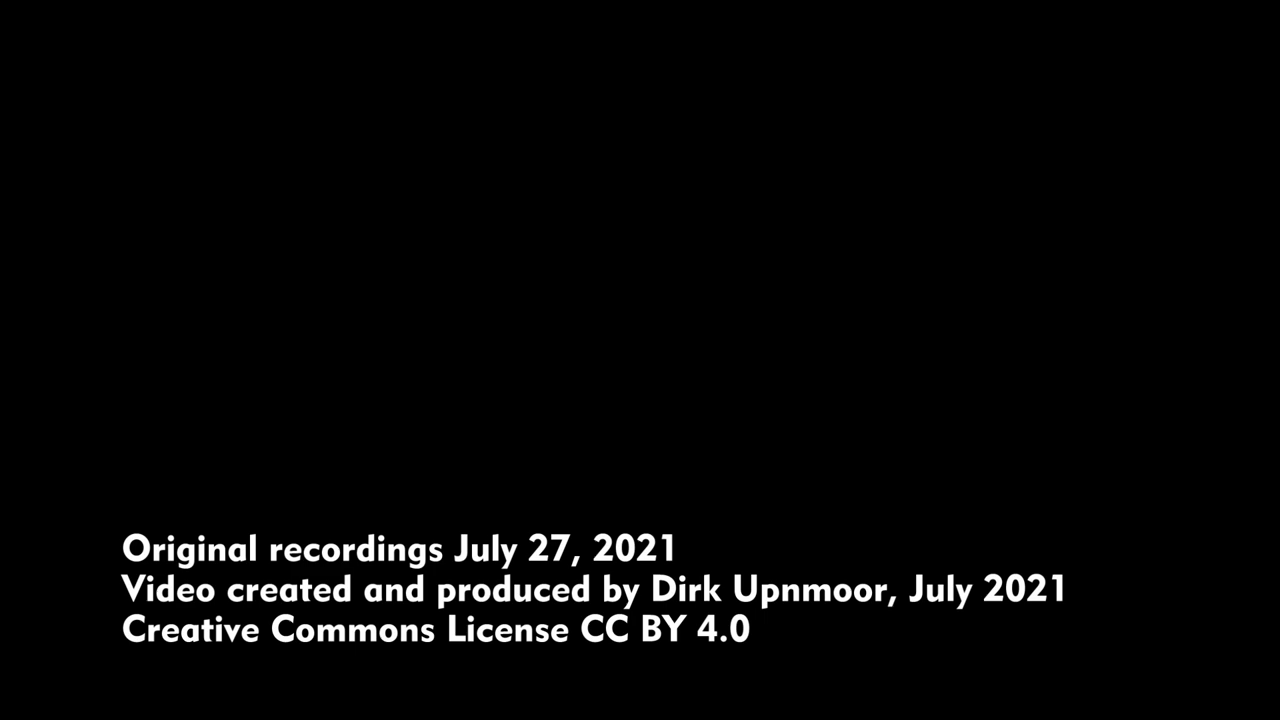 Original recordings July 27, 2021
Video created and produced by Dirk Upnmoor, July 2021
Creative Commons License CC BY 4.0